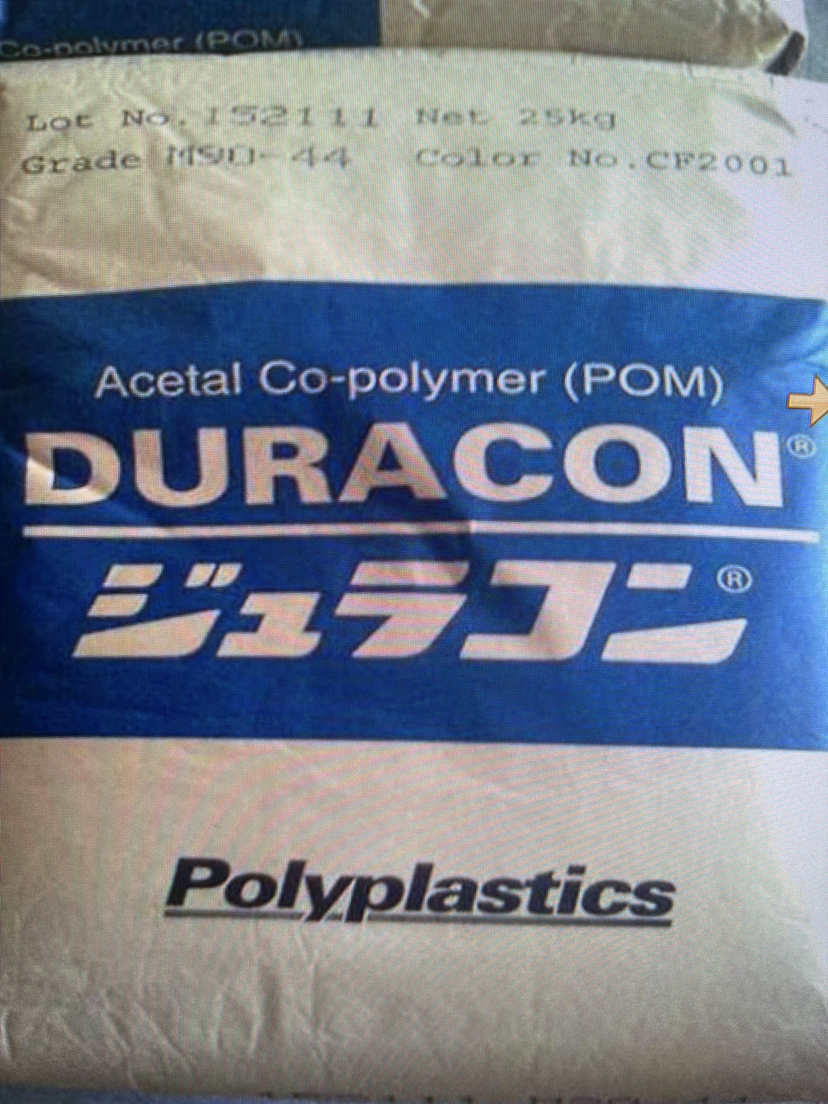 Co-polymer (POM)
Lot No.152111 Net 25kg
Grade M90-44 Color No.CF2001
Acetal Co-polymer (POM)
DURACON®
ジュラコン®
Polyplastics